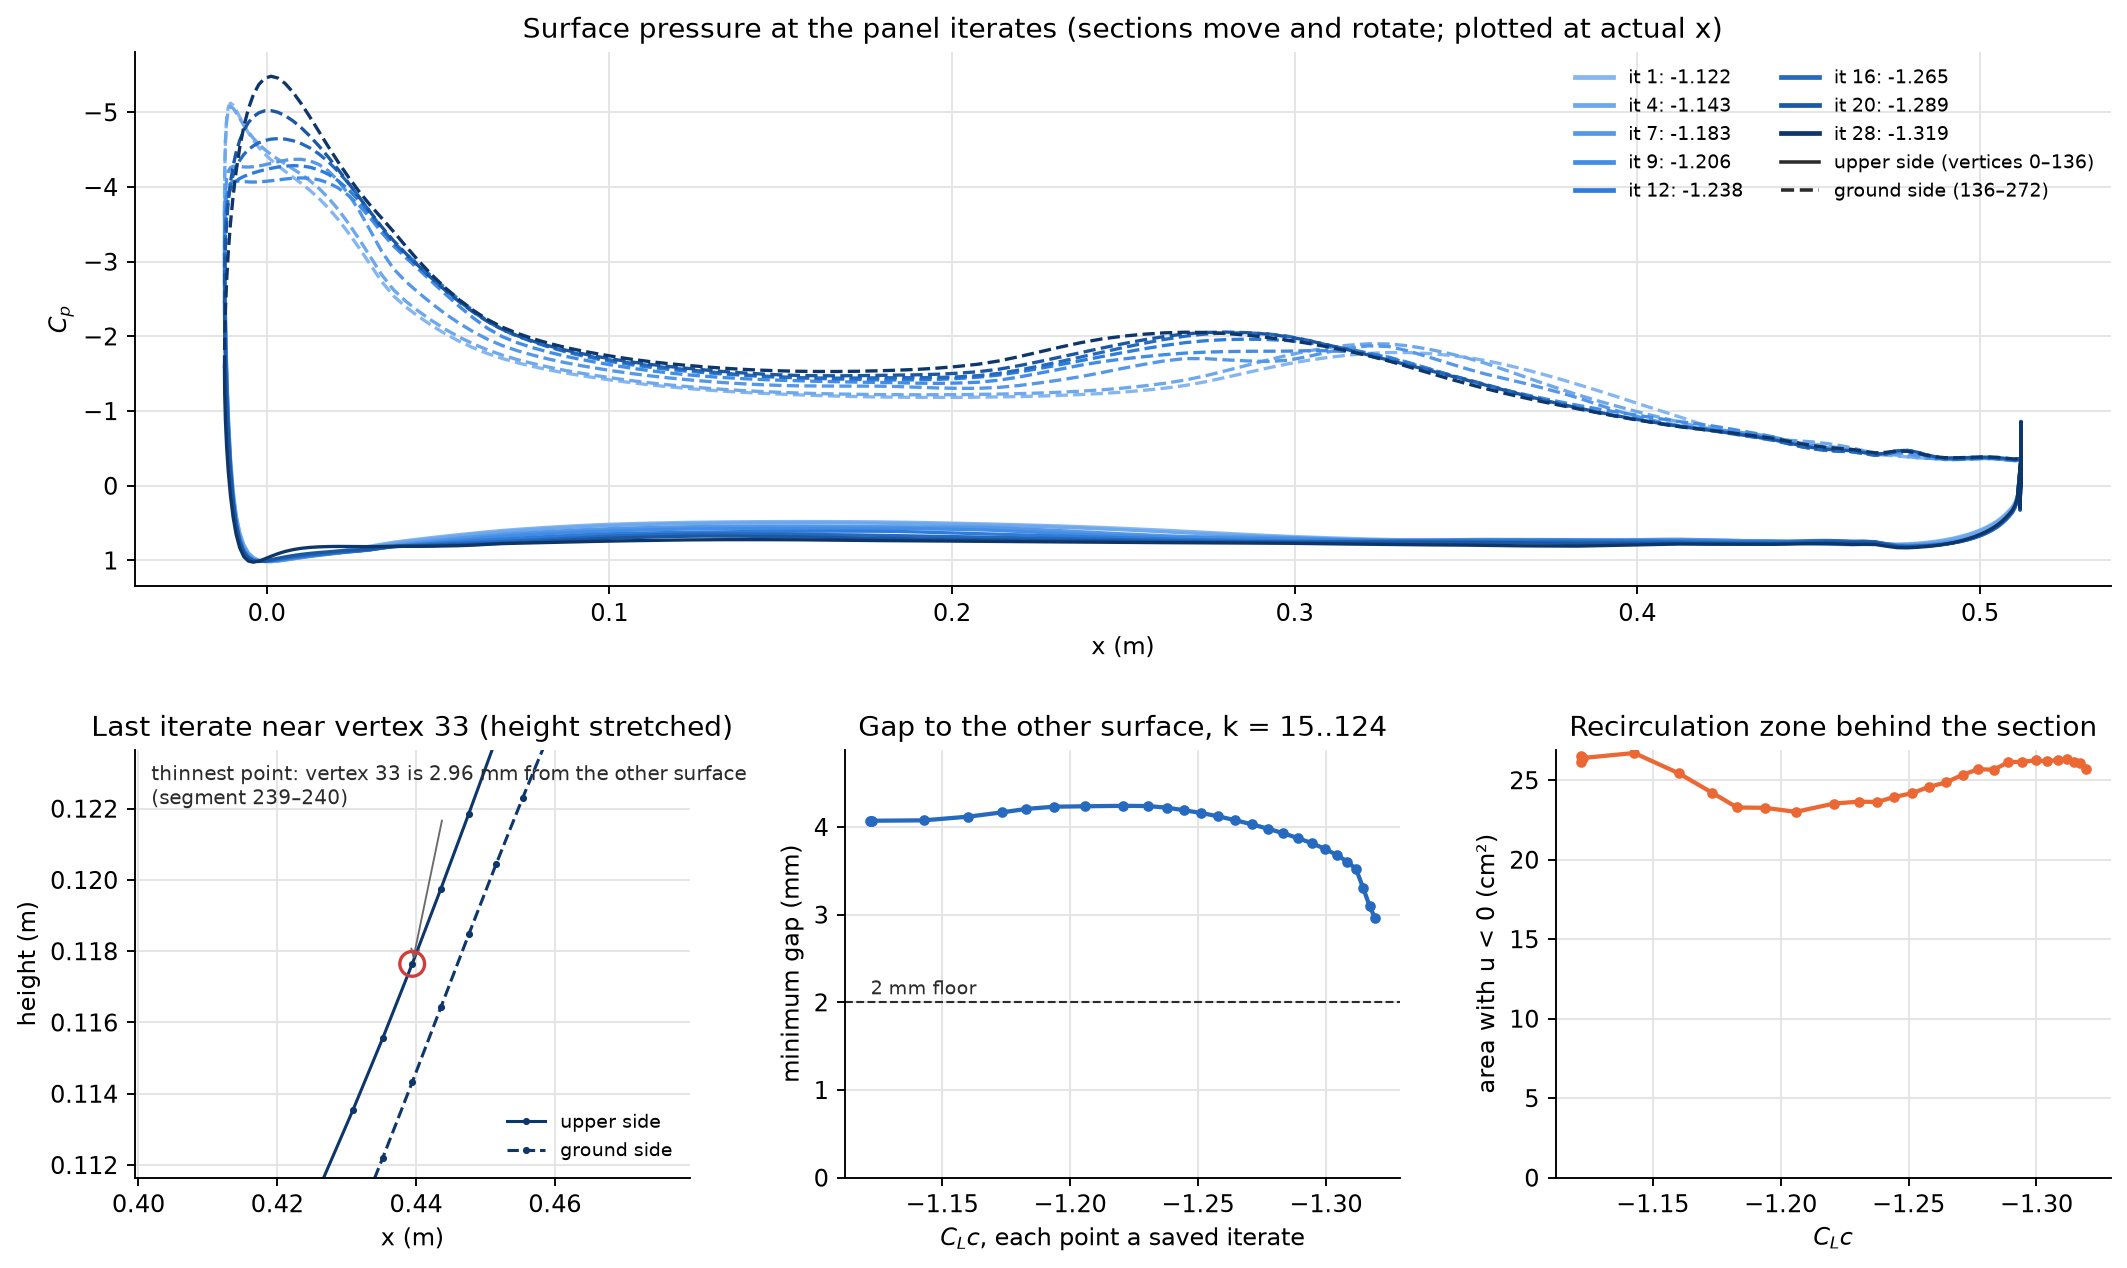 Surface pressure at the panel iterates (sections move and rotate; plotted at actual x)
it 1: -1.122
it 4: -1.143
it 7: -1.183
it 9: -1.206
it 12: -1.238
it 16: -1.265
it 20: -1.289
it 28: -1.319
upper side (vertices 0–136)
ground side (136–272)
−5
−4
−3
−2
−1
0
1
Cp
0.0
0.1
0.2
0.3
0.4
0.5
x (m)
Last iterate near vertex 33 (height stretched)
thinnest point: vertex 33 is 2.96 mm from the other surface
(segment 239–240)
0.122
0.120
0.118
0.116
0.114
0.112
height (m)
upper side
ground side
0.40
0.42
0.44
0.46
x (m)
Gap to the other surface, k = 15..124
4
3
2
1
0
minimum gap (mm)
2 mm floor
−1.15
−1.20
−1.25
−1.30
CLc, each point a saved iterate
Recirculation zone behind the section
25
20
15
10
5
0
area with u < 0 (cm²)
−1.15
−1.20
−1.25
−1.30
CLc